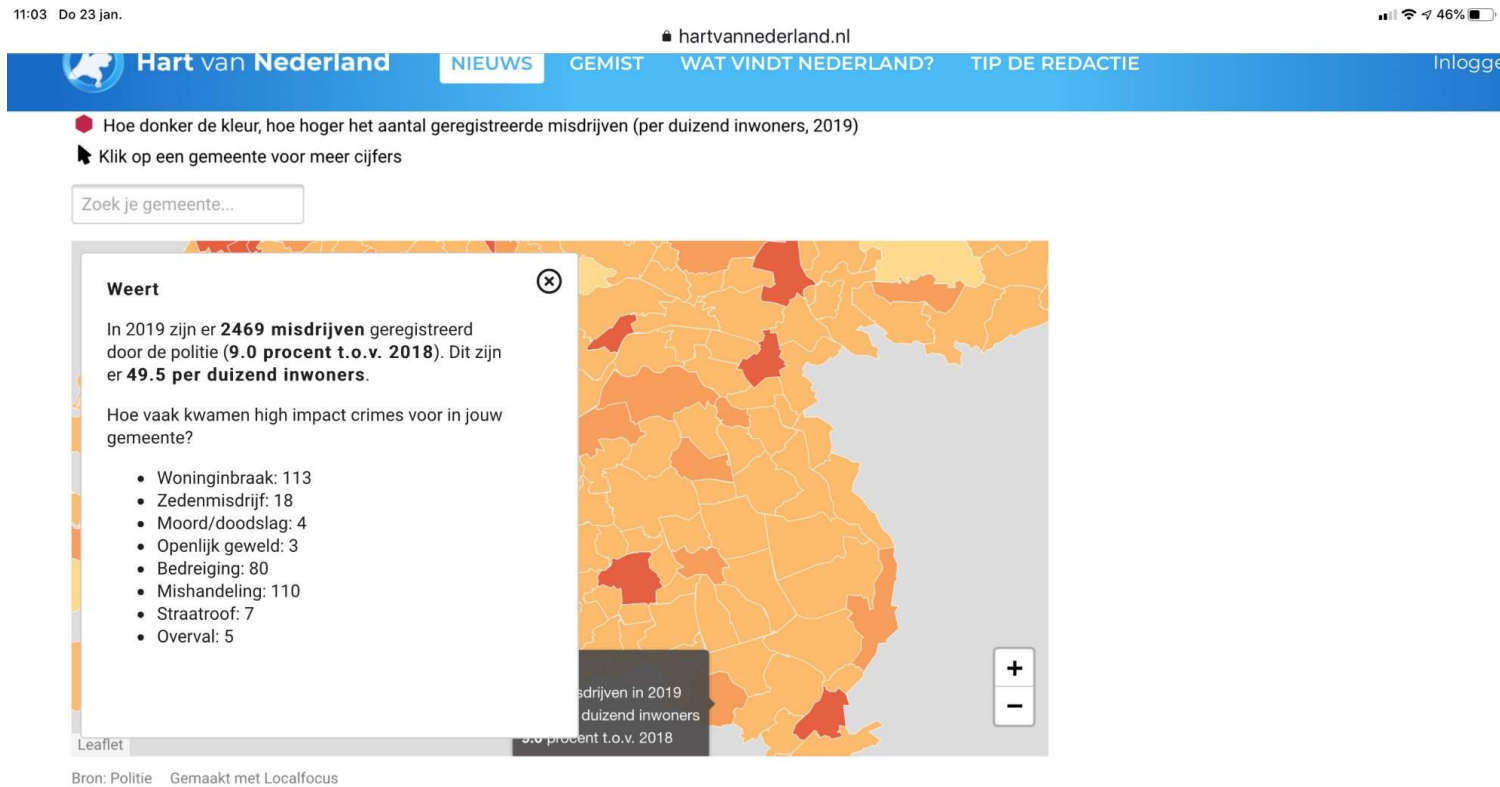 11:03 Do 23 jan.
46%
hartvannederland.nl
Hart van Nederland NIEUWS GEMIST WAT VINDT NEDERLAND? TIP DE REDACTIE Inlogge
Hoe donker de kleur, hoe hoger het aantal geregistreerde misdrijven (per duizend inwoners, 2019)
Klik op een gemeente voor meer cijfers
Zoek je gemeente...
Weert
In 2019 zijn er 2469 misdrijven geregistreerd
door de politie (9.0 procent t.o.v. 2018). Dit zijn
er 49.5 per duizend inwoners.
Hoe vaak kwamen high impact crimes voor in jouw
gemeente?
• Woninginbraak: 113
• Zedenmisdrijf: 18
• Moord/doodslag: 4
• Openlijk geweld: 3
• Bedreiging: 80
• Mishandeling: 110
• Straatroof: 7
• Overval: 5
sdrijven in 2019
duizend inwoners
9.0 procent t.o.v. 2018
+
−
Leaflet
Bron: Politie Gemaakt met Localfocus